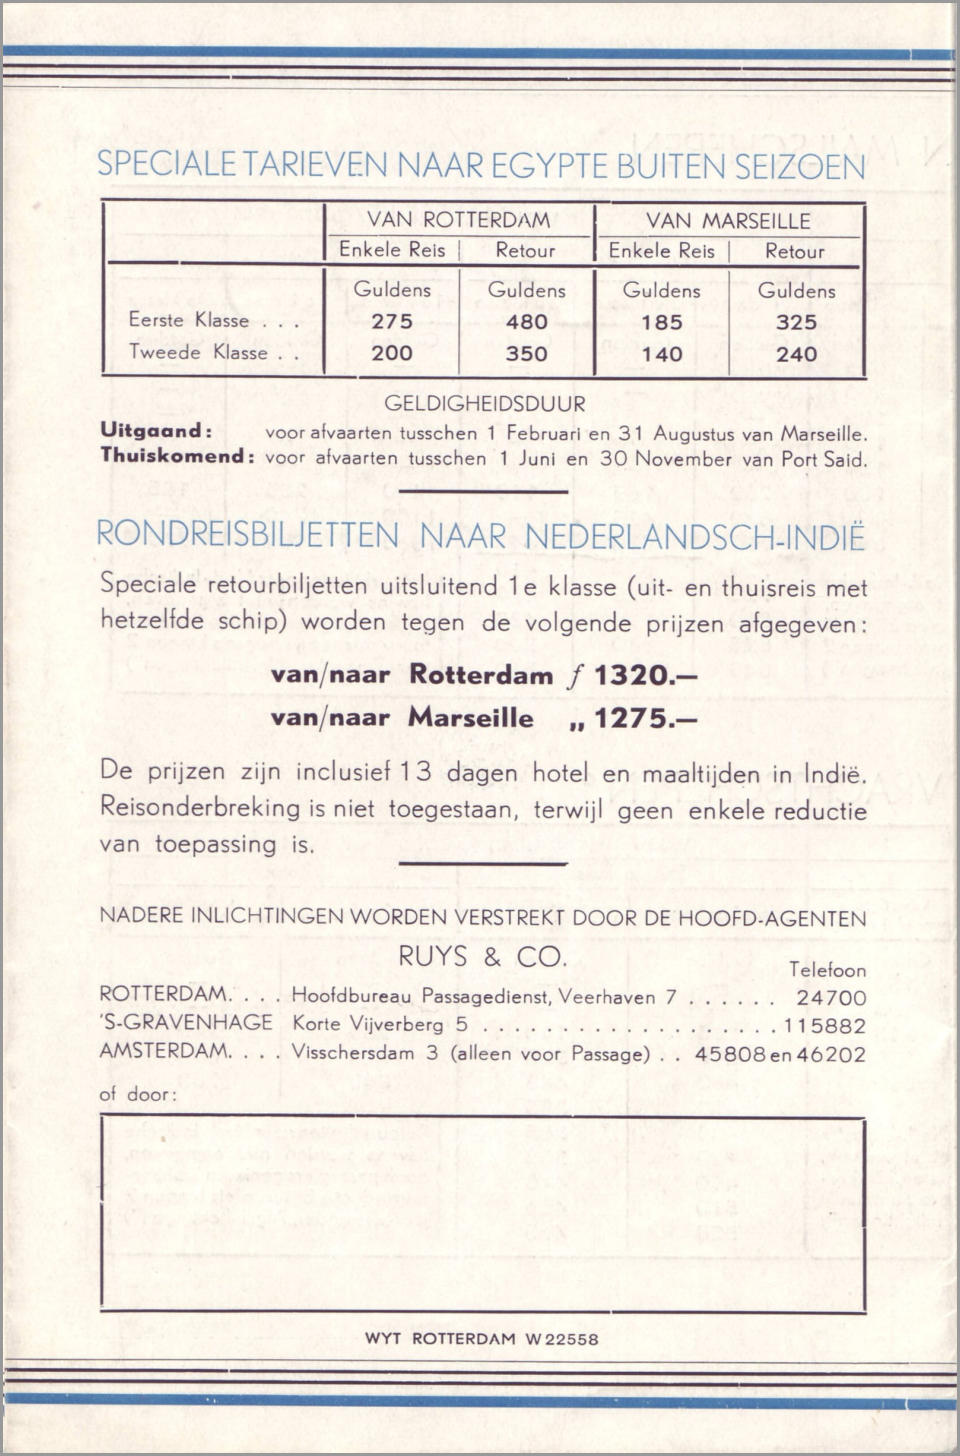 SPECIALE TARIEVEN NAAR EGYPTE BUITEN SEIZOEN
VAN ROTTERDAM VAN MARSEILLE
Enkele Reis Retour Enkele Reis Retour
Guldens Guldens Guldens Guldens
Eerste Klasse . . . 275 480 185 325
Tweede Klasse . . 200 350 140 240
GELDIGHEIDSDUUR
Uitgaand: voor afvaarten tusschen 1 Februari en 31 Augustus van Marseille.
Thuiskomend: voor afvaarten tusschen 1 Juni en 30 November van Port Said.
RONDREISBILJETTEN NAAR NEDERLANDSCH-INDIË
Speciale retourbiljetten uitsluitend 1e klasse (uit- en thuisreis met
hetzelfde schip) worden tegen de volgende prijzen afgegeven:
van/naar Rotterdam ƒ 1320.—
van/naar Marseille „ 1275.—
De prijzen zijn inclusief 13 dagen hotel en maaltijden in Indië.
Reisonderbreking is niet toegestaan, terwijl geen enkele reductie
van toepassing is.
NADERE INLICHTINGEN WORDEN VERSTREKT DOOR DE HOOFD-AGENTEN
RUYS & CO.
Telefoon
ROTTERDAM. . . . Hoofdbureau Passagedienst, Veerhaven 7 . . . . . . 24700
'S-GRAVENHAGE Korte Vijverberg 5 . . . . . . . . . . . . . . . . . . . 115882
AMSTERDAM. . . . Visschersdam 3 (alleen voor Passage) . . 45808 en 46202
of door:
WYT ROTTERDAM W 22558